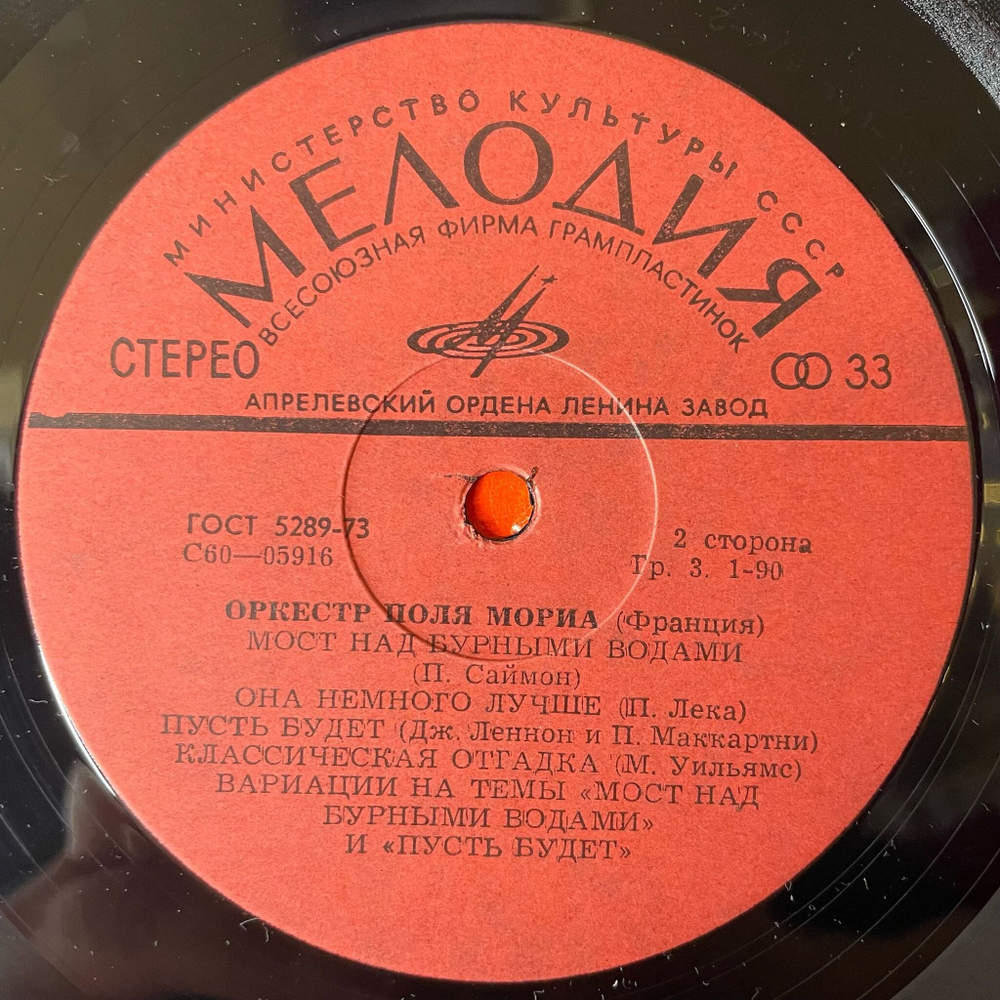 МИНИСТЕРСТВО КУЛЬТУРЫ СССР
МЕЛОДИЯ
ВСЕСОЮЗНАЯ ФИРМА ГРАМПЛАСТИНОК
СТЕРЕО
33
АПРЕЛЕВСКИЙ ОРДЕНА ЛЕНИНА ЗАВОД
ГОСТ 5289-73
С60—05916
2 сторона
Гр. 3. 1-90
ОРКЕСТР ПОЛЯ МОРИА (Франция)
МОСТ НАД БУРНЫМИ ВОДАМИ
(П. Саймон)
ОНА НЕМНОГО ЛУЧШЕ (П. Лека)
ПУСТЬ БУДЕТ (Дж. Леннон и П. Маккартни)
КЛАССИЧЕСКАЯ ОТГАДКА (М. Уильямс)
ВАРИАЦИИ НА ТЕМЫ «МОСТ НАД
БУРНЫМИ ВОДАМИ»
И «ПУСТЬ БУДЕТ»